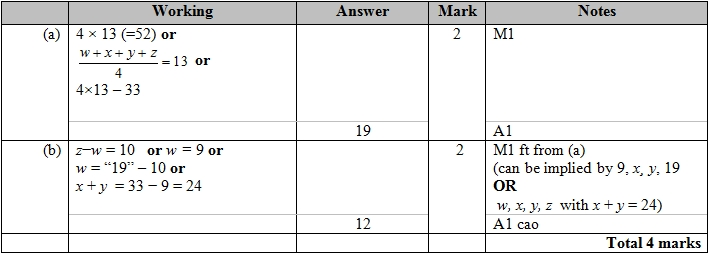 Working Answer Mark Notes
(a) 4 × 13 (=52) or 2 M1
w + x + y + z
4
= 13 or
4×13 – 33
19 A1
(b) z–w = 10 or w = 9 or 2 M1 ft from (a)
w = “19” – 10 or (can be implied by 9, x, y, 19
x + y = 33 – 9 = 24 OR
w, x, y, z with x + y = 24)
12 A1 cao
Total 4 marks